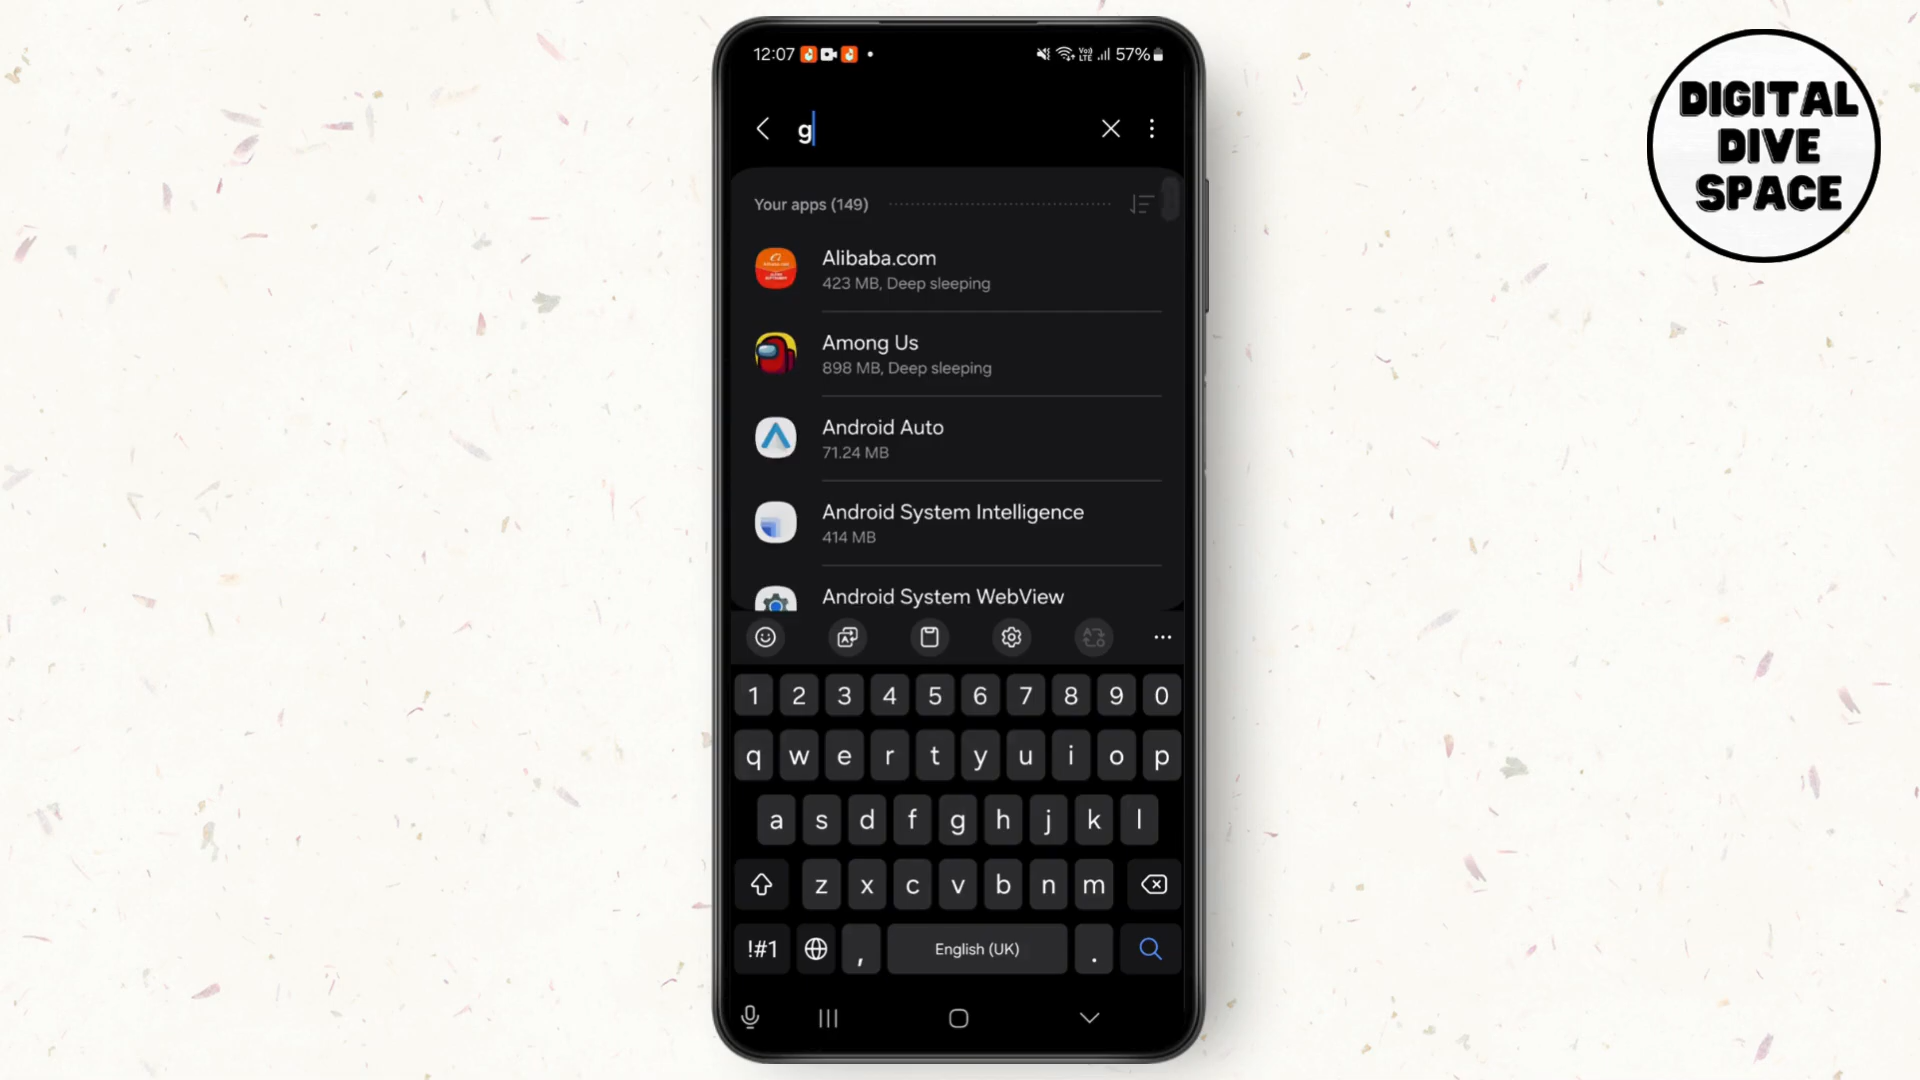 12:07
57%
g
Your apps (149)
Alibaba.com
423 MB, Deep sleeping
Among Us
898 MB, Deep sleeping
Android Auto
71.24 MB
Android System Intelligence
414 MB
Android System WebView
1 2 3 4 5 6 7 8 9 0
q w e r t y u i o p
a s d f g h j k l
z x c v b n m
!#1 , English (UK) .
DIGITAL
DIVE
SPACE